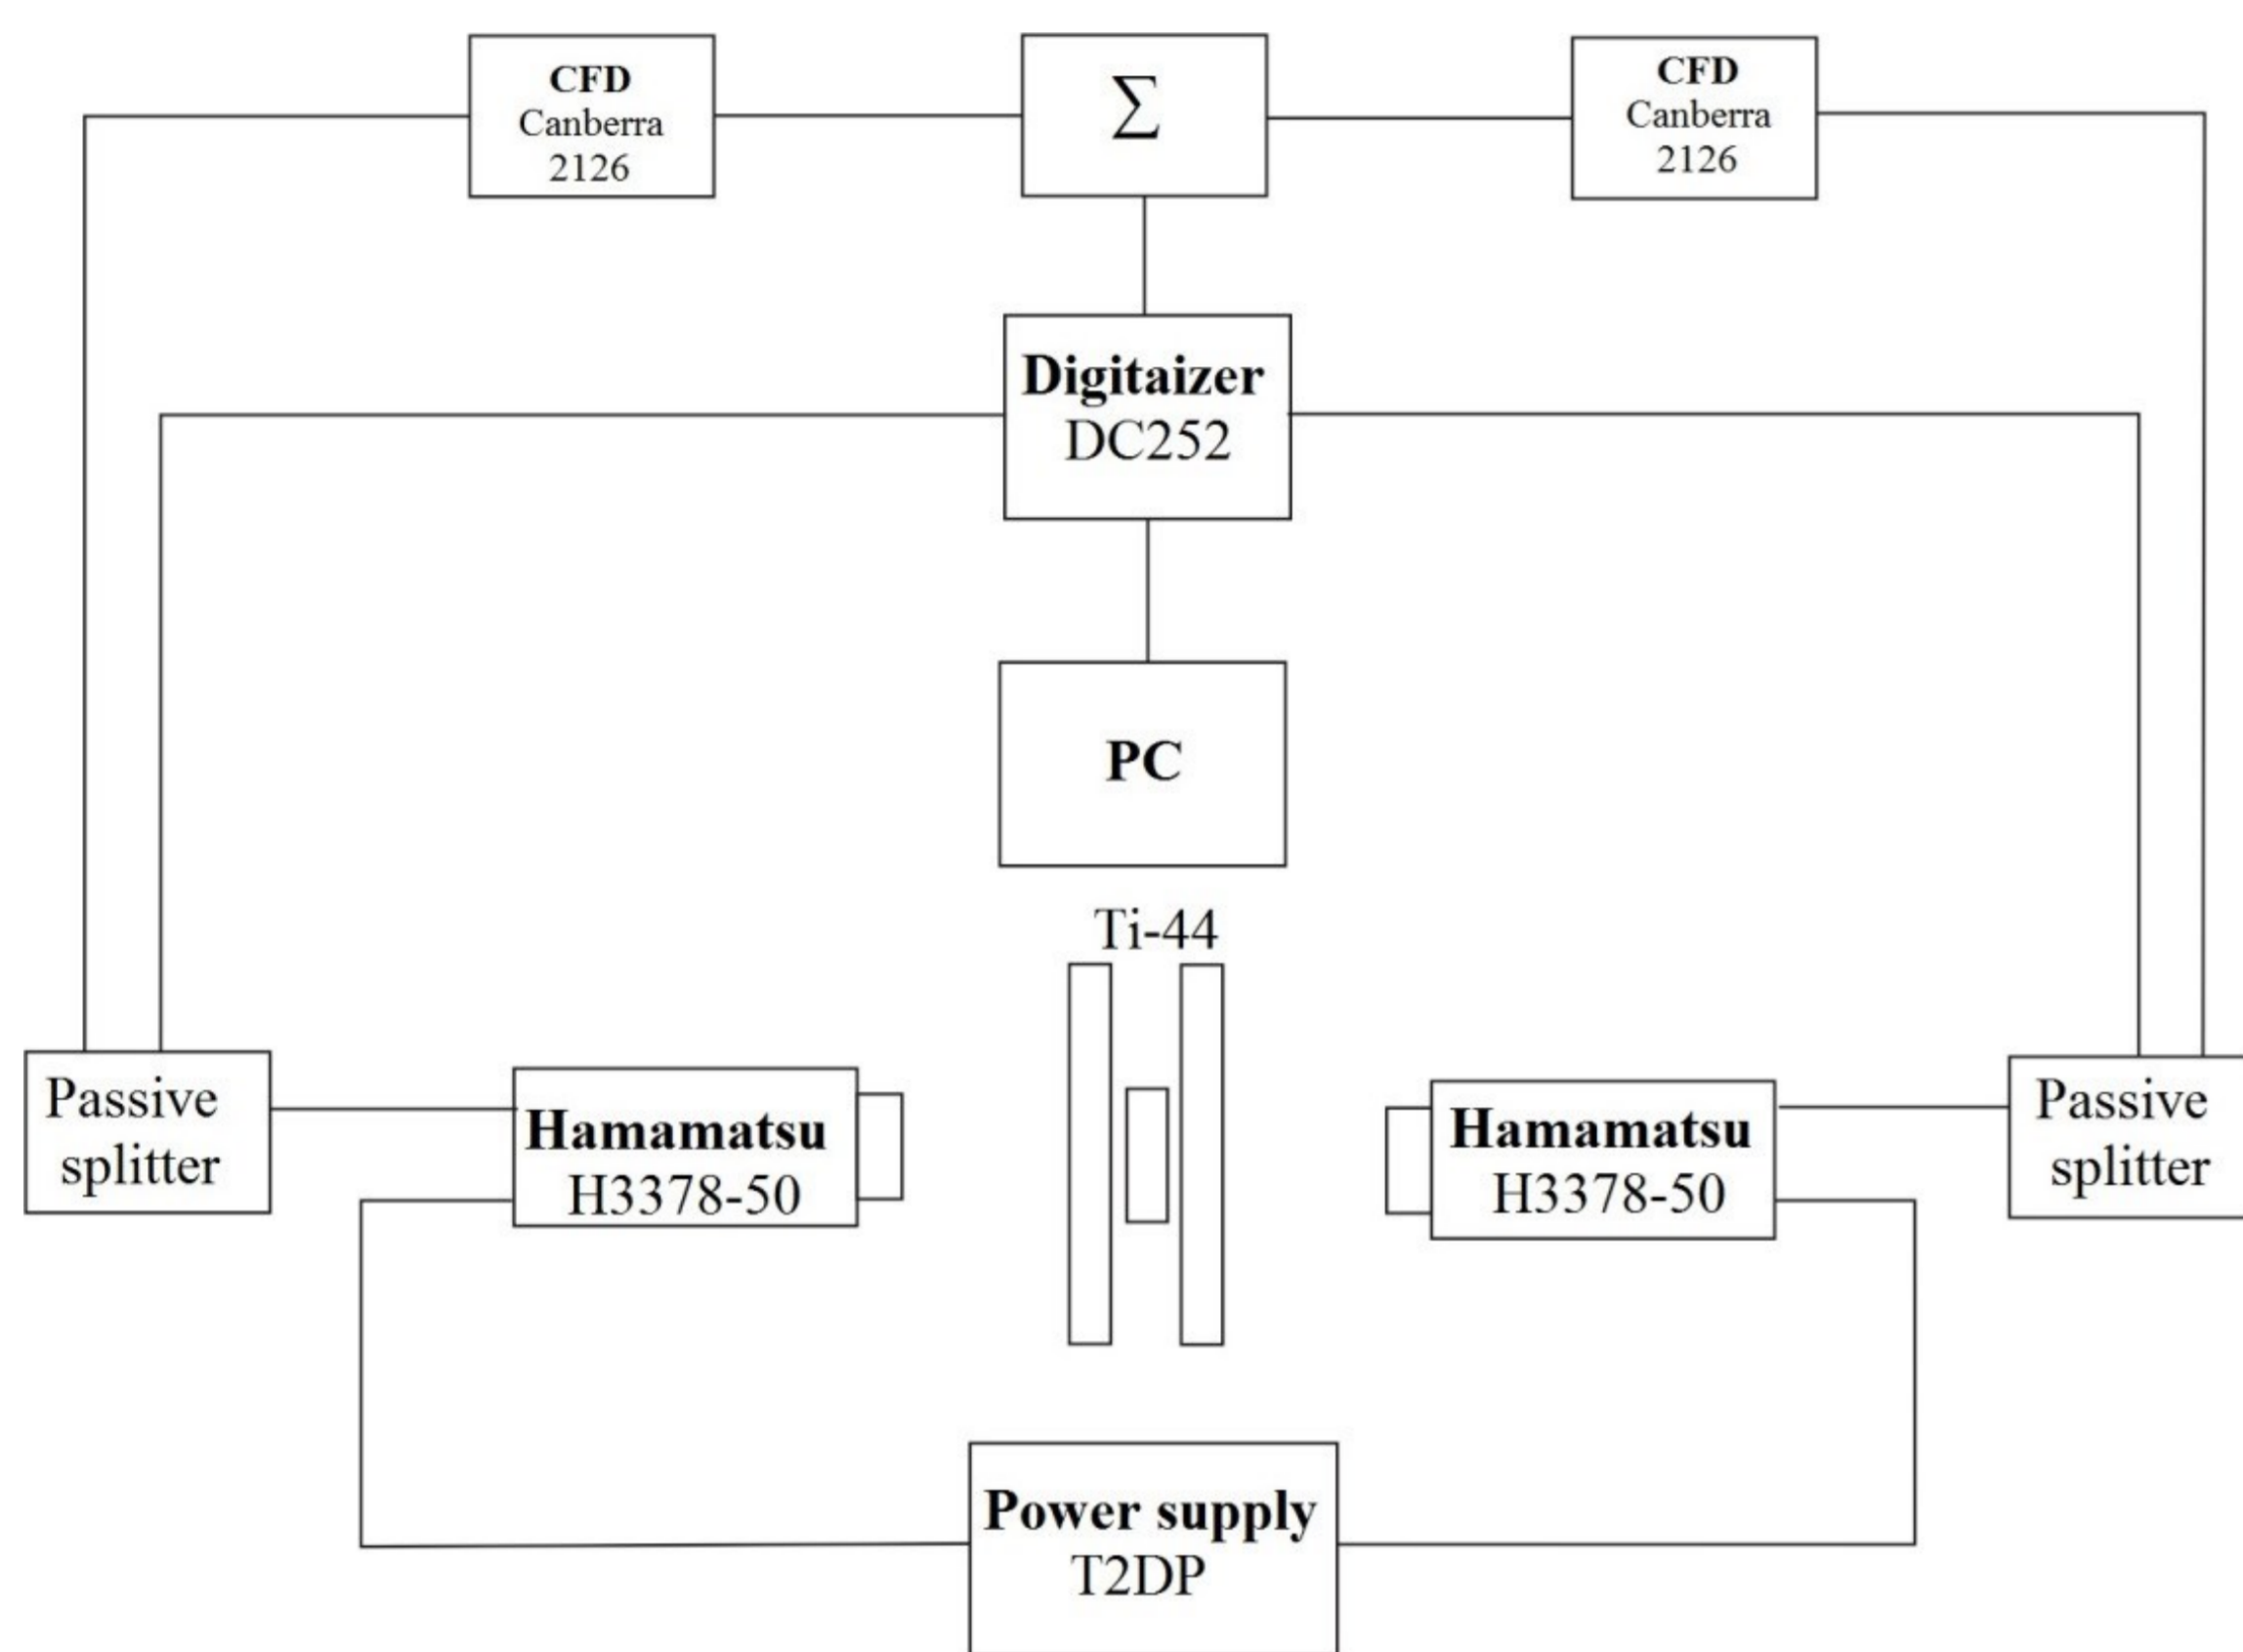 CFD
Canberra
2126
∑
CFD
Canberra
2126
Digitaizer
DC252
PC
Ti-44
Passive
splitter
Hamamatsu
H3378-50
Hamamatsu
H3378-50
Passive
splitter
Power supply
T2DP